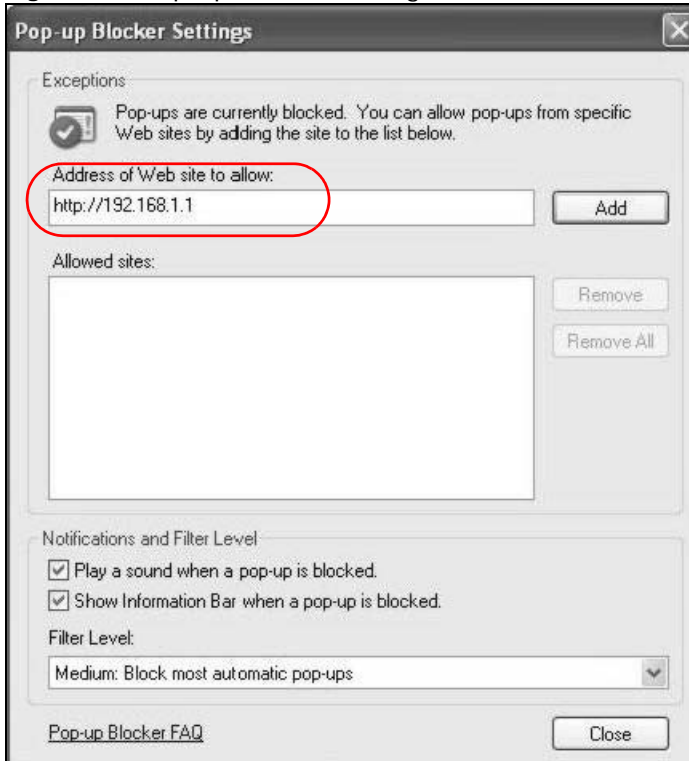 Pop-up Blocker Settings
Exceptions
Pop-ups are currently blocked. You can allow pop-ups from specific
Web sites by adding the site to the list below.
Address of Web site to allow:
http://192.168.1.1
Add
Allowed sites:
Remove
Remove All
Notifications and Filter Level
Play a sound when a pop-up is blocked.
Show Information Bar when a pop-up is blocked.
Filter Level:
Medium: Block most automatic pop-ups
Pop-up Blocker FAQ
Close